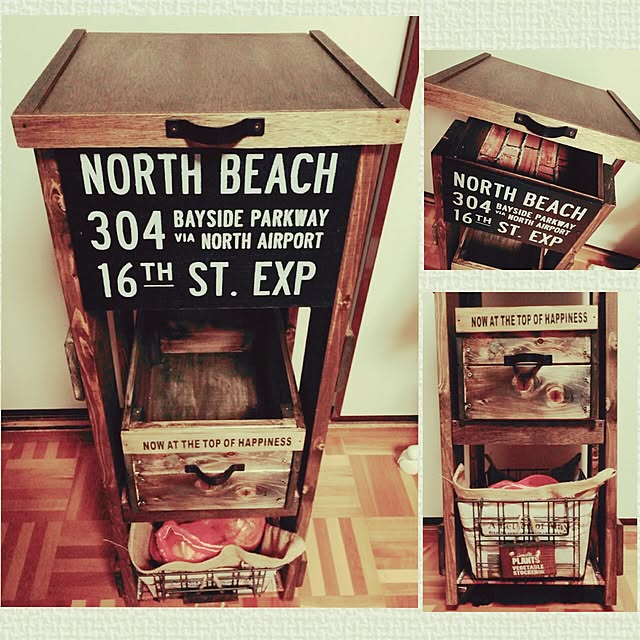 NORTH BEACH
304 BAYSIDE PARKWAY
VIA NORTH AIRPORT
16TH ST. EXP
NOW AT THE TOP OF HAPPINESS
NORTH BEACH
304 BAYSIDE PARKWAY
VIA NORTH AIRPORT
16TH ST. EXP
NOW AT THE TOP OF HAPPINESS
PLANTS
VEGETABLE
STOCKER